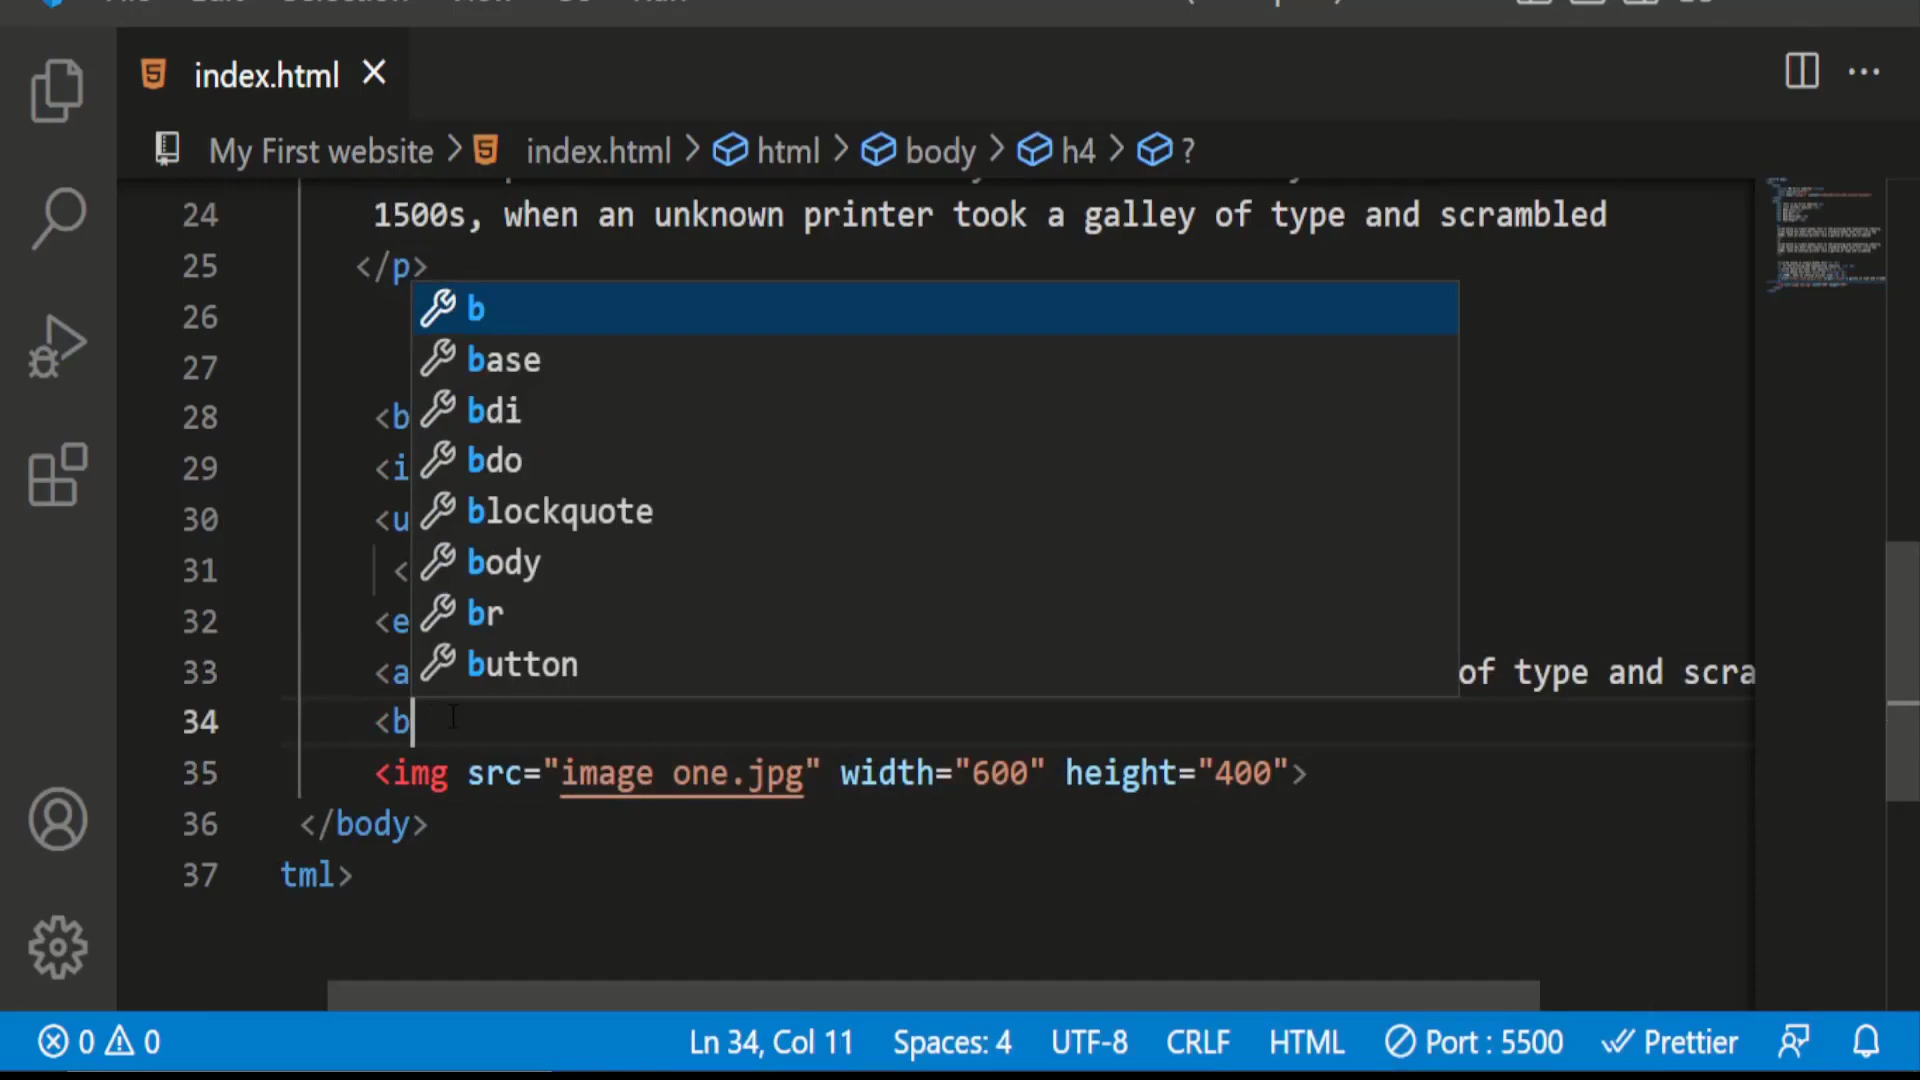 index.html
My First website > index.html > html > body > h4 > ?
24 1500s, when an unknown printer took a galley of type and scrambled
25 </p>
26
27
28 <b
29 <i
30 <u
31 <
32 <e
33 <a of type and scra
34 <b
35 <img src="image one.jpg" width="600" height="400">
36 </body>
37 tml>
b
base
bdi
bdo
blockquote
body
br
button
0 0 Ln 34, Col 11 Spaces: 4 UTF-8 CRLF HTML Port : 5500 Prettier